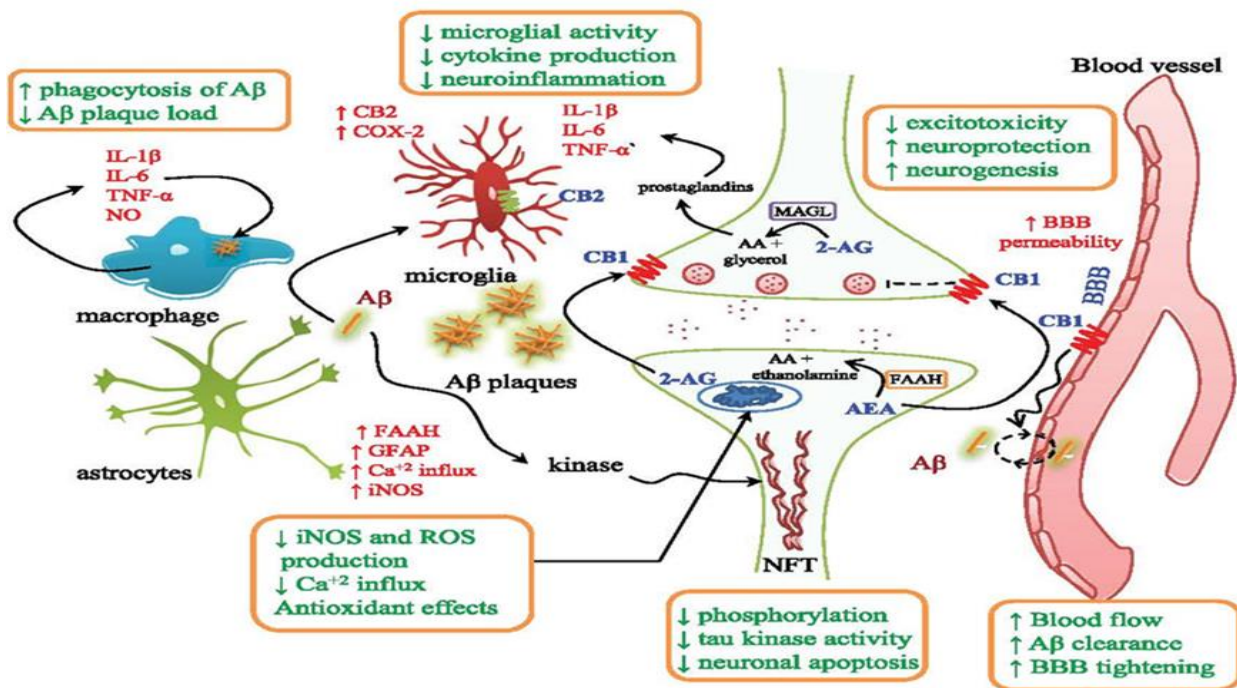 ↓ microglial activity
↓ cytokine production
↓ neuroinflammation
Blood vessel
↑ phagocytosis of Aβ
↓ Aβ plaque load
↑ CB2
↑ COX-2
IL-1β
IL-6
TNF-α`
↓ excitotoxicity
↑ neuroprotection
↑ neurogenesis
IL-1β
IL-6
TNF-α
NO
CB2
prostaglandins
MAGL
AA +
glycerol
2-AG
↑ BBB
permeability
CB1
CB1
BBB
CB1
microglia
macrophage
Aβ
Aβ plaques
2-AG
AA +
ethanolamine
FAAH
AEA
astrocytes
↑ FAAH
↑ GFAP
↑ Ca+2 influx
↑ iNOS
kinase
Aβ
NFT
↓ iNOS and ROS
production
↓ Ca+2 influx
Antioxidant effects
↓ phosphorylation
↓ tau kinase activity
↓ neuronal apoptosis
↑ Blood flow
↑ Aβ clearance
↑ BBB tightening